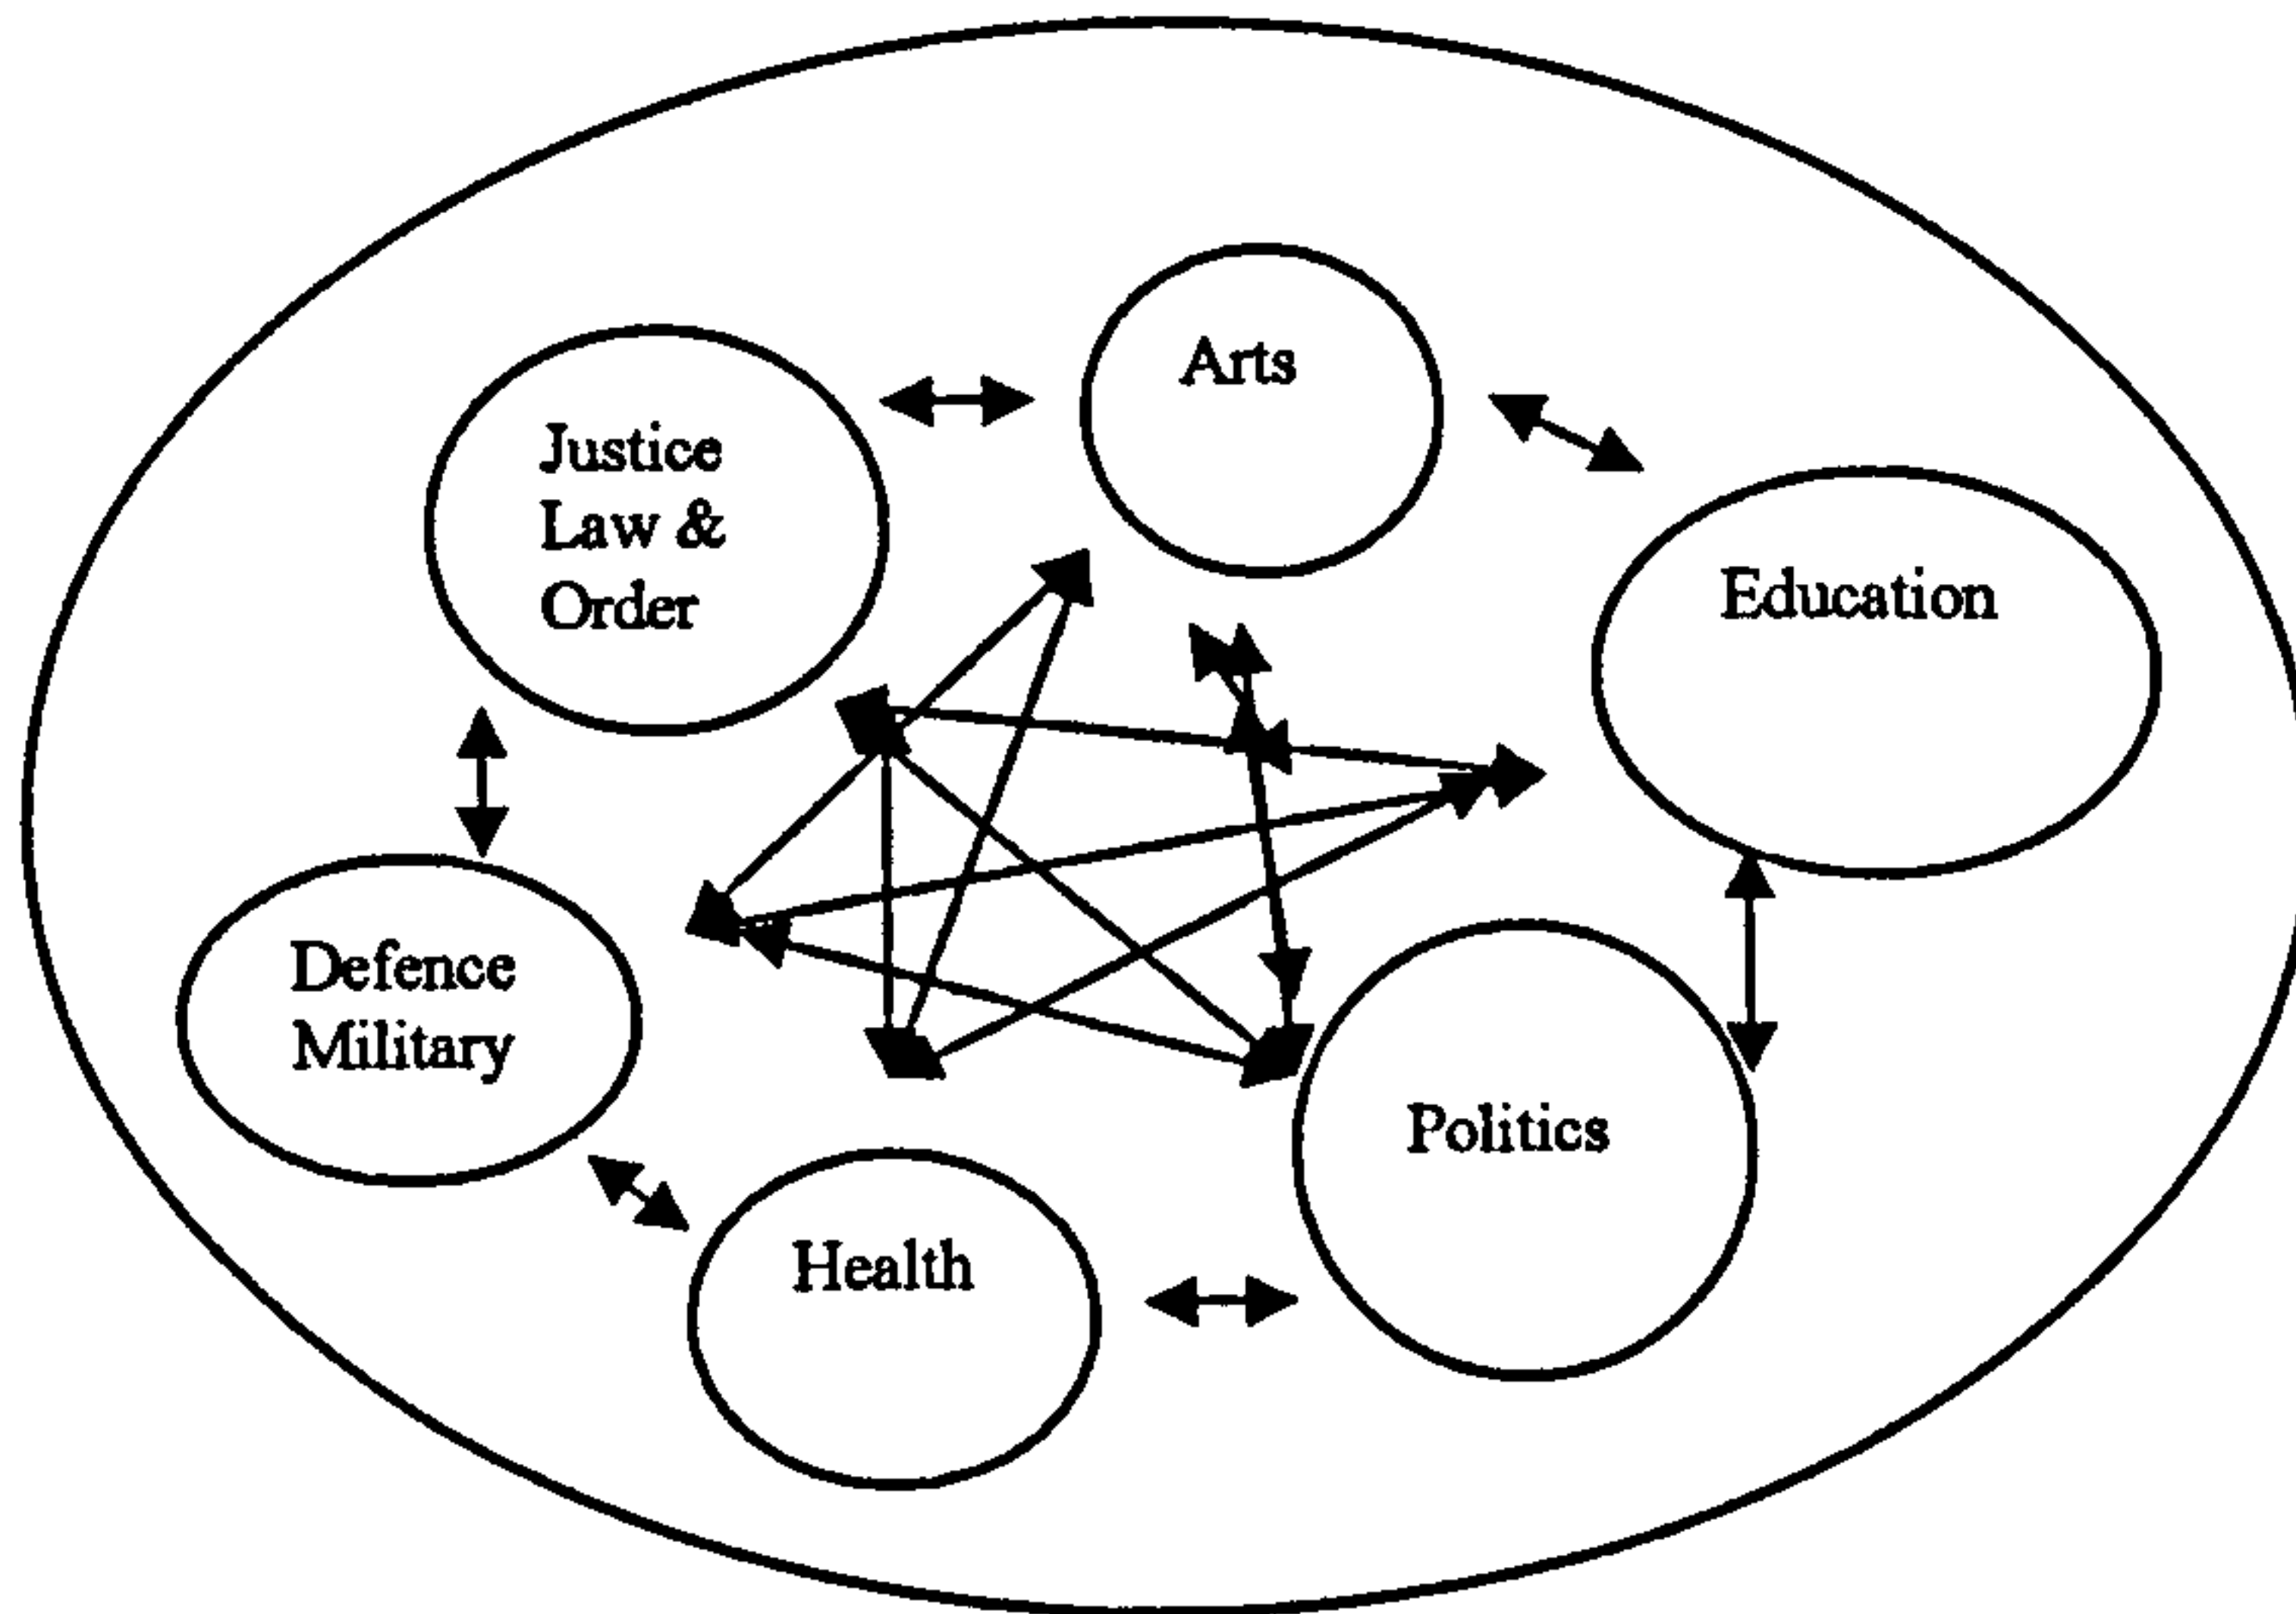 Arts
Justice
Law &
Order
Education
Defence
Military
Politics
Health